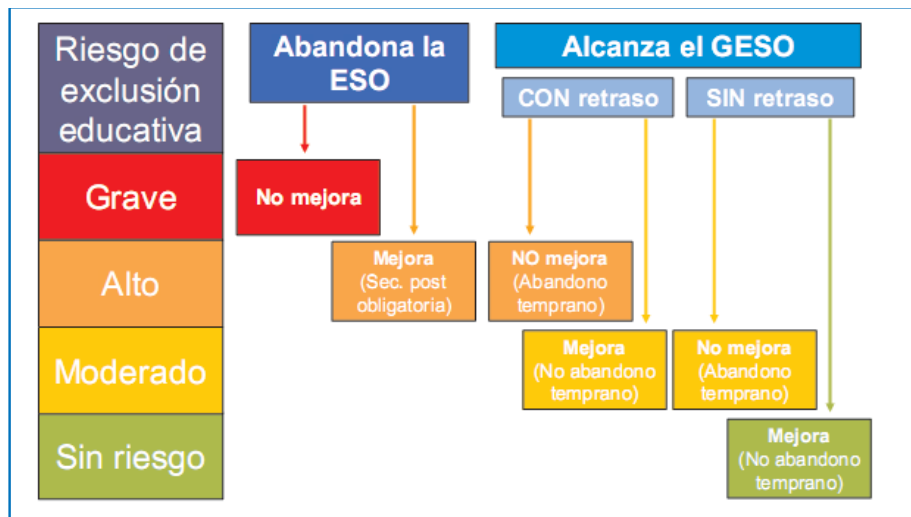 Riesgo de
exclusión
educativa
Abandona la
ESO
Alcanza el GESO
CON retraso
SIN retraso
Grave
No mejora
Alto
Mejora
(Sec. post
obligatoria)
NO mejora
(Abandono
temprano)
Moderado
Mejora
(No abandono
temprano)
No mejora
(Abandono
temprano)
Sin riesgo
Mejora
(No abandono
temprano)